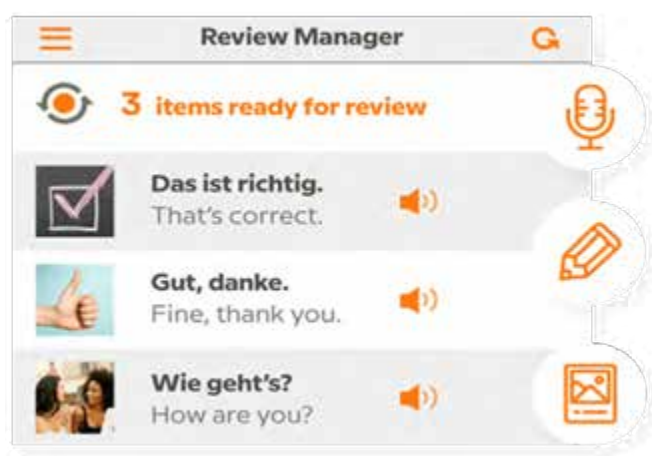 Review Manager
3 items ready for review
Das ist richtig.
That's correct.
Gut, danke.
Fine, thank you.
Wie geht's?
How are you?